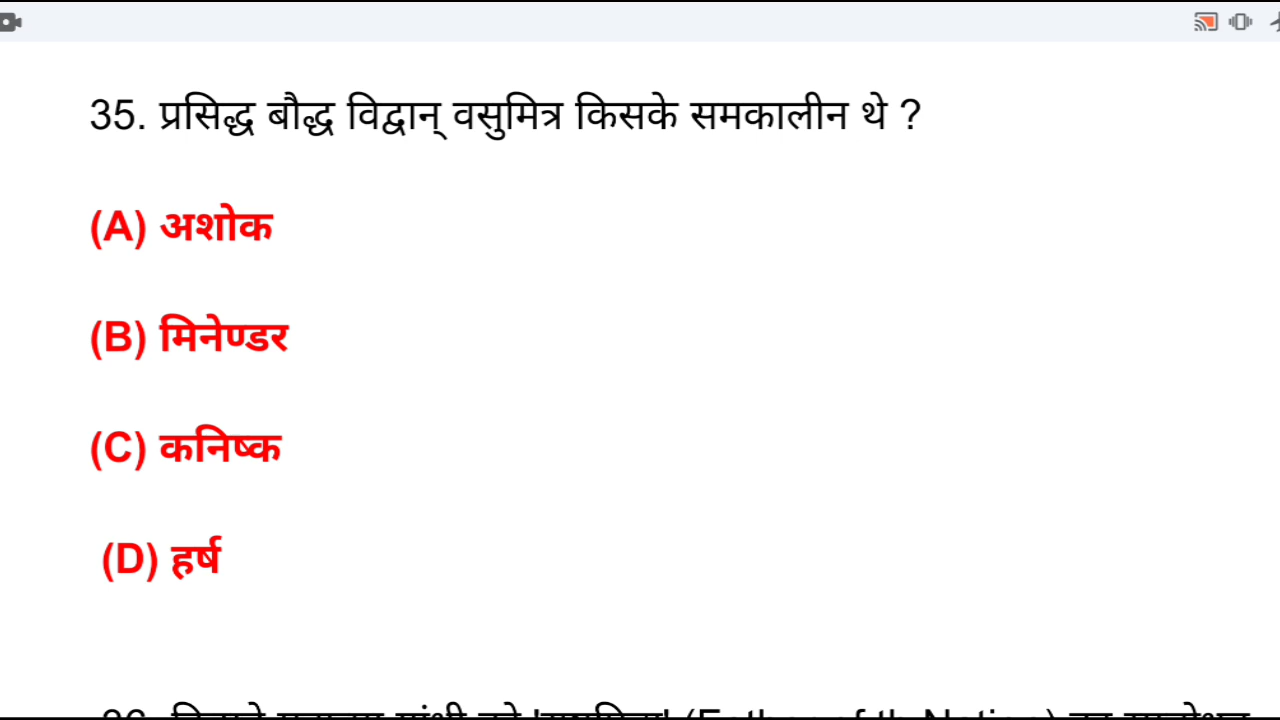 35. प्रसिद्ध बौद्ध विद्वान् वसुमित्र किसके समकालीन थे ?
(A) अशोक
(B) मिनेण्डर
(C) कनिष्क
(D) हर्ष